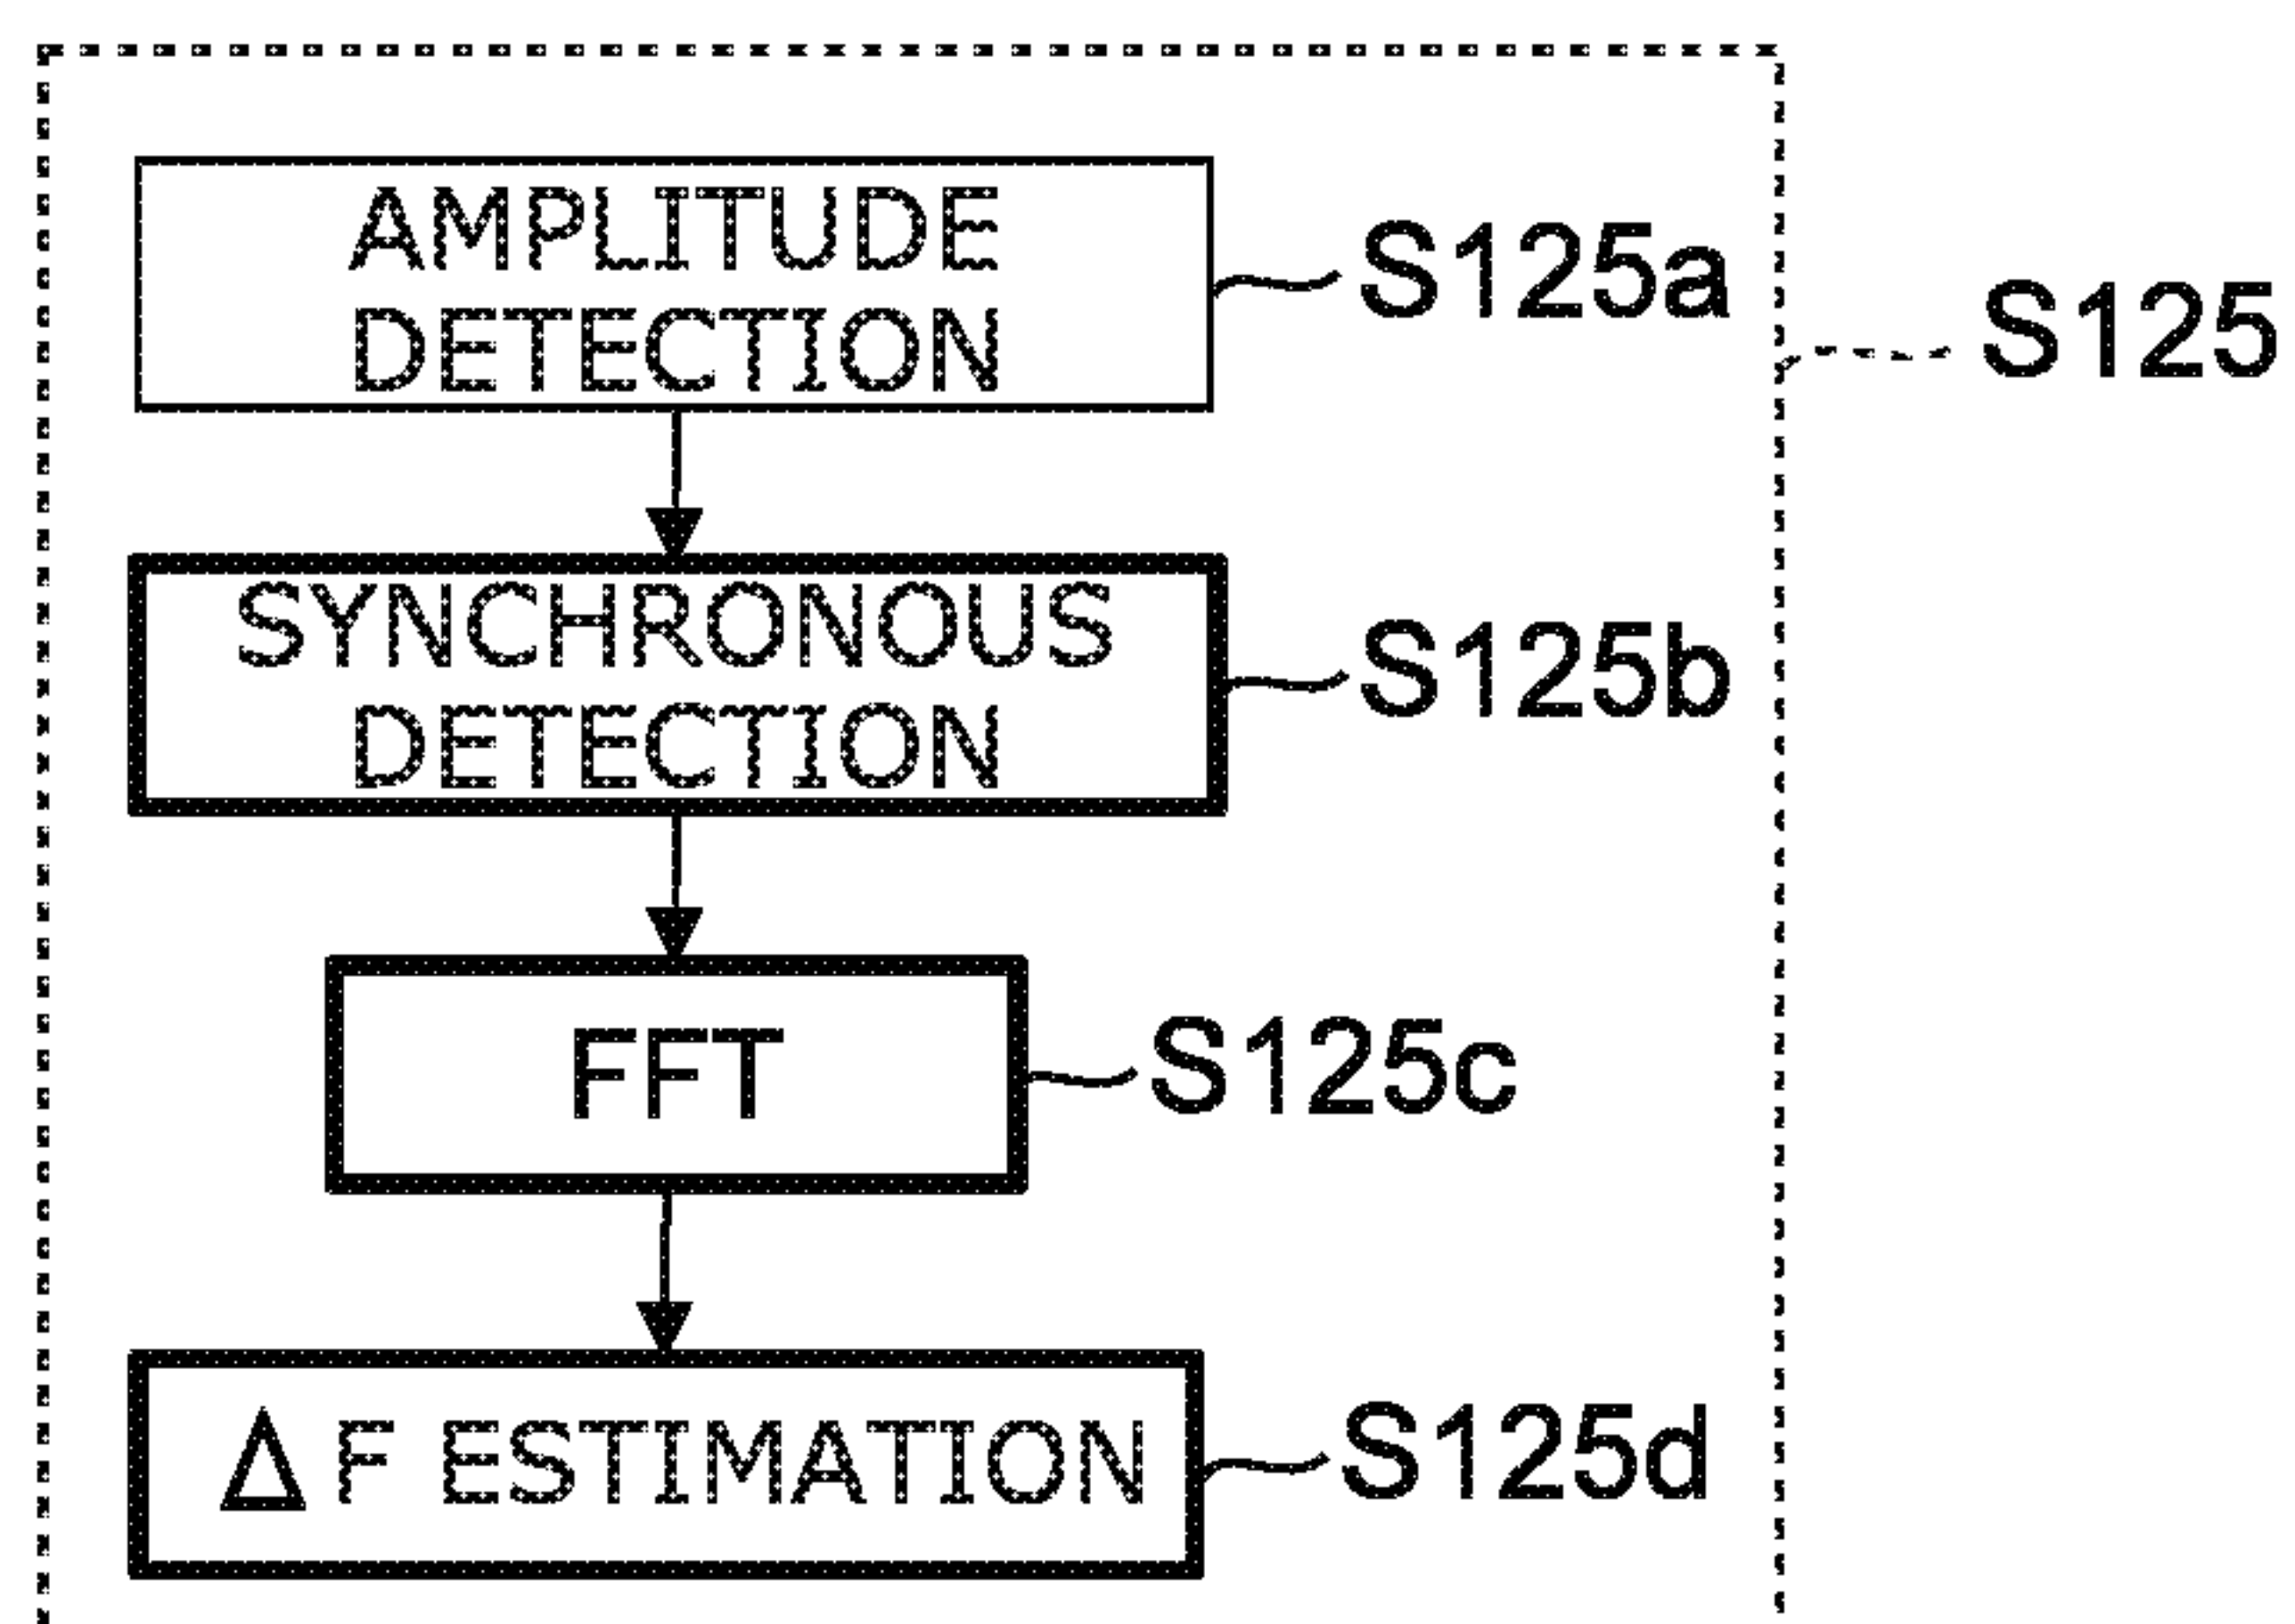 AMPLITUDE
DETECTION
S125a
S125
SYNCHRONOUS
DETECTION
S125b
FFT
S125c
Δ F ESTIMATION
S125d